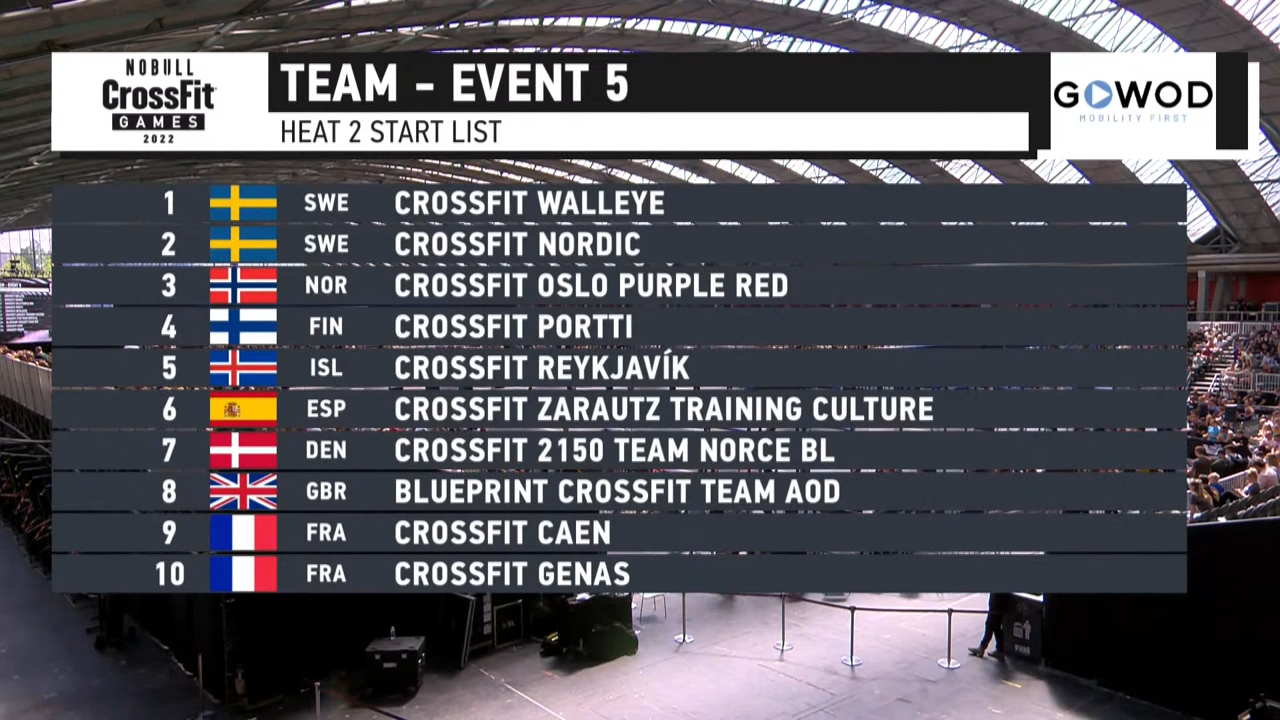 NOBULL
CrossFit
GAMES
2022
TEAM - EVENT 5
HEAT 2 START LIST
GOWOD
MOBILITY FIRST
1 SWE CROSSFIT WALLEYE
2 SWE CROSSFIT NORDIC
3 NOR CROSSFIT OSLO PURPLE RED
4 FIN CROSSFIT PORTTI
5 ISL CROSSFIT REYKJAVÍK
6 ESP CROSSFIT ZARAUTZ TRAINING CULTURE
7 DEN CROSSFIT 2150 TEAM NORCE BL
8 GBR BLUEPRINT CROSSFIT TEAM AOD
9 FRA CROSSFIT CAEN
10 FRA CROSSFIT GENAS